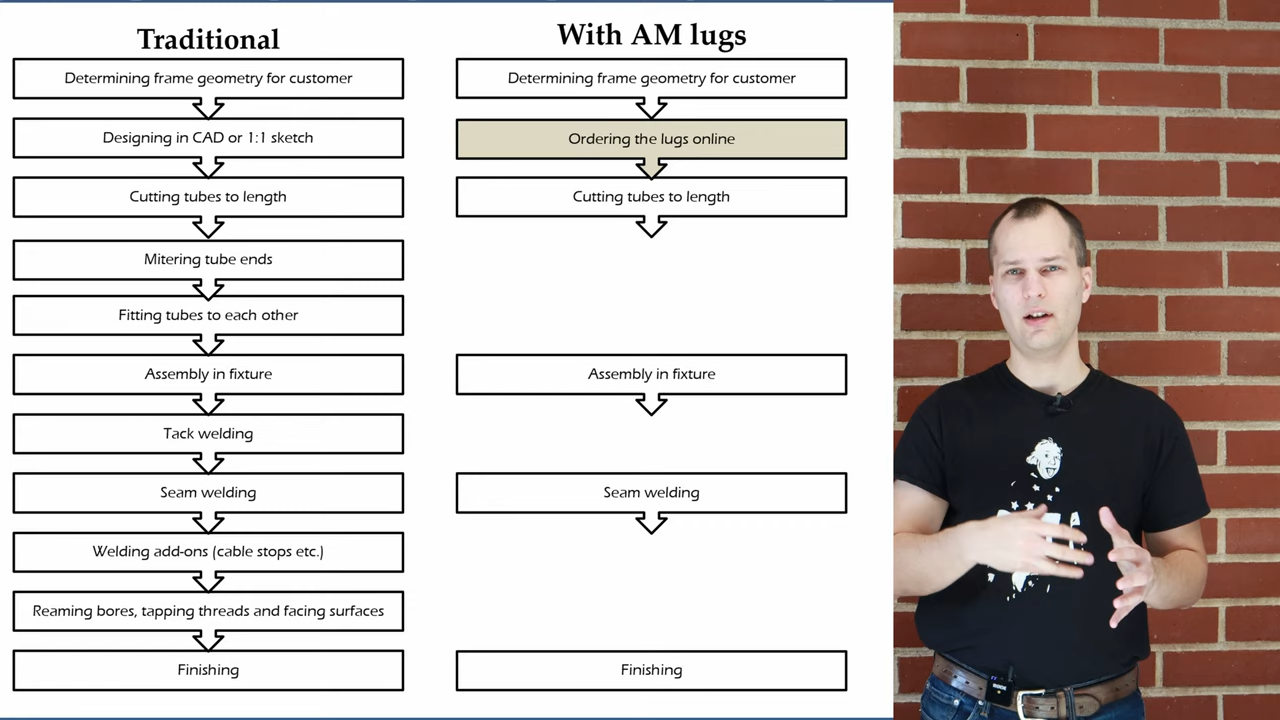 Traditional
Determining frame geometry for customer
Designing in CAD or 1:1 sketch
Cutting tubes to length
Mitering tube ends
Fitting tubes to each other
Assembly in fixture
Tack welding
Seam welding
Welding add-ons (cable stops etc.)
Reaming bores, tapping threads and facing surfaces
Finishing
With AM lugs
Determining frame geometry for customer
Ordering the lugs online
Cutting tubes to length
Assembly in fixture
Seam welding
Finishing